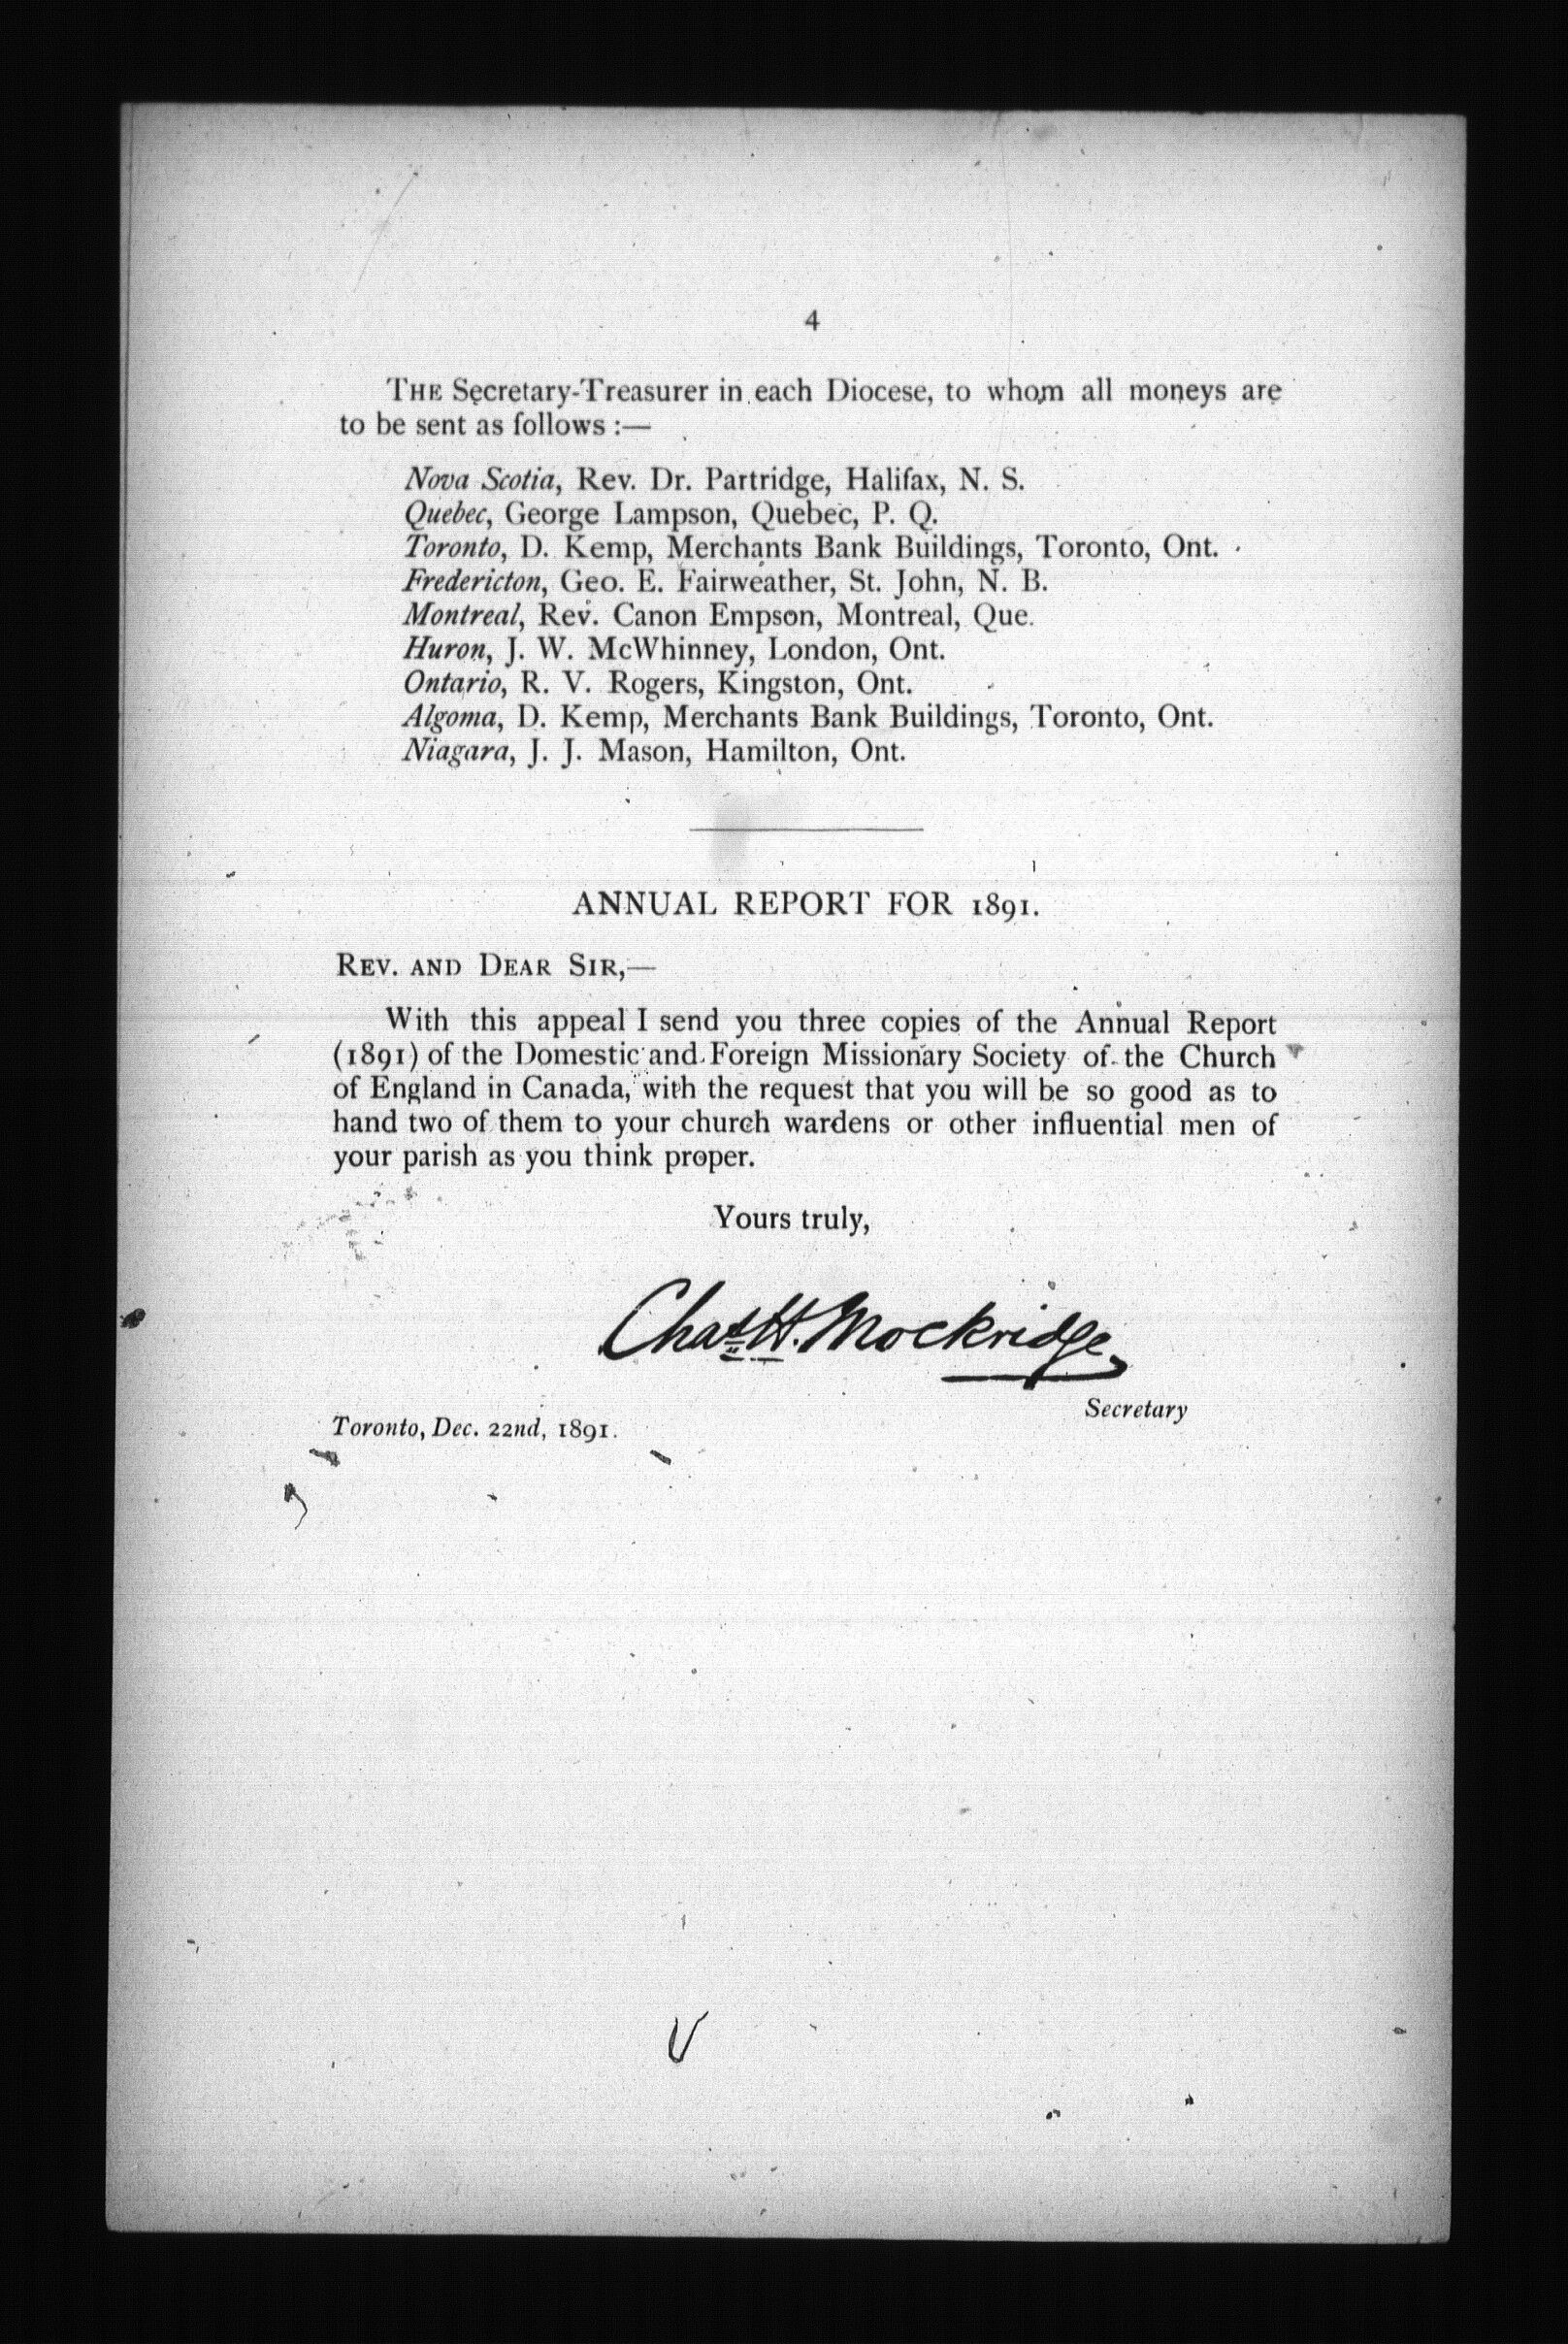 4
THE Secretary-Treasurer in each Diocese, to whom all moneys are
to be sent as follows :—
Nova Scotia, Rev. Dr. Partridge, Halifax, N. S.
Quebec, George Lampson, Quebec, P. Q.
Toronto, D. Kemp, Merchants Bank Buildings, Toronto, Ont.
Fredericton, Geo. E. Fairweather, St. John, N. B.
Montreal, Rev. Canon Empson, Montreal, Que.
Huron, J. W. McWhinney, London, Ont.
Ontario, R. V. Rogers, Kingston, Ont.
Algoma, D. Kemp, Merchants Bank Buildings, Toronto, Ont.
Niagara, J. J. Mason, Hamilton, Ont.
ANNUAL REPORT FOR 1891.
REV. AND DEAR SIR,—
With this appeal I send you three copies of the Annual Report
(1891) of the Domestic and Foreign Missionary Society of the Church
of England in Canada, with the request that you will be so good as to
hand two of them to your church wardens or other influential men of
your parish as you think proper.
Yours truly,
Chas H. Mockridge
Secretary
Toronto, Dec. 22nd, 1891.